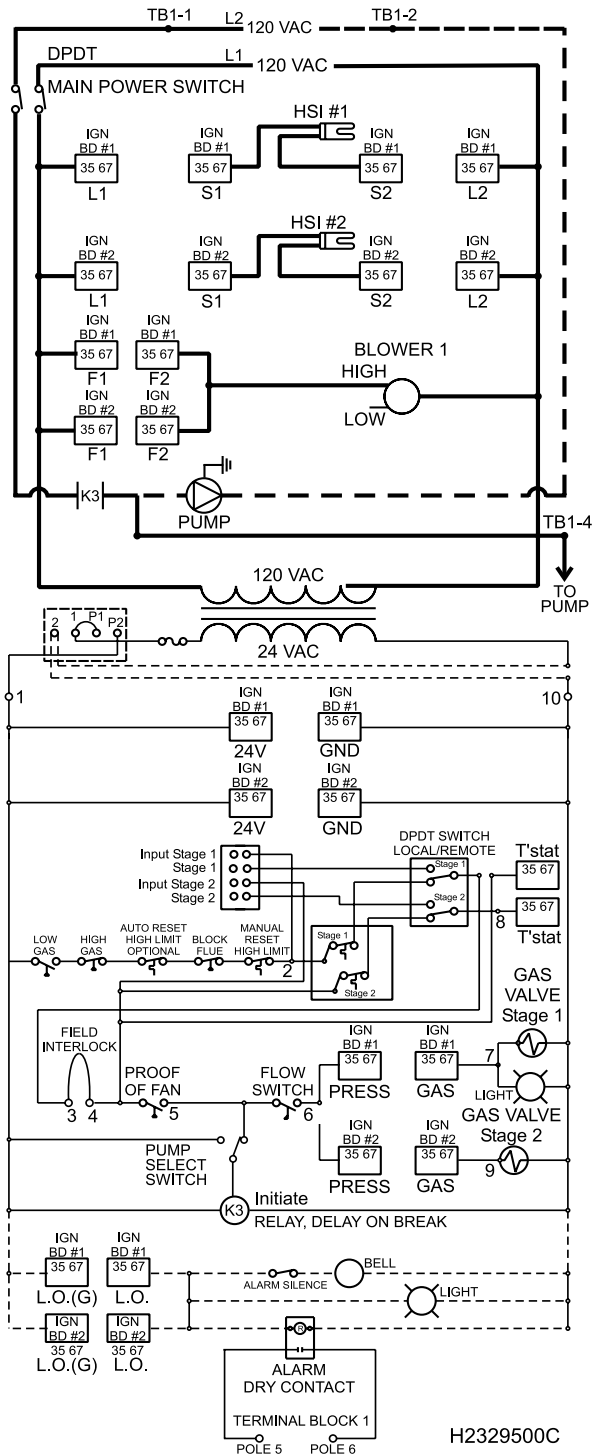 TB1-1 L2 120 VAC TB1-2
DPDT L1 120 VAC
MAIN POWER SWITCH
HSI #1
IGN BD #1 35 67 L1
IGN BD #1 35 67 S1
IGN BD #1 35 67 S2
IGN BD #1 35 67 L2
HSI #2
IGN BD #2 35 67 L1
IGN BD #2 35 67 S1
IGN BD #2 35 67 S2
IGN BD #2 35 67 L2
IGN BD #1 35 67 F1
IGN BD #1 35 67 F2
BLOWER 1
HIGH
LOW
IGN BD #2 35 67 F1
IGN BD #2 35 67 F2
K3
PUMP
TB1-4
TO
PUMP
120 VAC
24 VAC
2 1 P1 P2
1
10
IGN BD #1 35 67 24V
IGN BD #1 35 67 GND
IGN BD #2 35 67 24V
IGN BD #2 35 67 GND
Input Stage 1
Stage 1
Input Stage 2
Stage 2
DPDT SWITCH
LOCAL/REMOTE
Stage 1
Stage 2
T'stat
35 67
35 67
8
T'stat
LOW
GAS
HIGH
GAS
AUTO RESET
HIGH LIMIT
OPTIONAL
BLOCK
FLUE
MANUAL
RESET
HIGH LIMIT
2
Stage 1
Stage 2
GAS
VALVE
Stage 1
FIELD
INTERLOCK
3 4
PROOF
OF FAN
5
FLOW
SWITCH
6
IGN BD #1 35 67 PRESS
IGN BD #1 35 67 GAS
7
LIGHT
GAS VALVE
Stage 2
IGN BD #2 35 67 PRESS
IGN BD #2 35 67 GAS
9
PUMP
SELECT
SWITCH
K3
Initiate
RELAY, DELAY ON BREAK
IGN BD #1 35 67 L.O.(G)
IGN BD #1 35 67 L.O.
ALARM SILENCE
BELL
LIGHT
IGN BD #2 35 67 L.O.(G)
IGN BD #2 35 67 L.O.
R
ALARM
DRY CONTACT
TERMINAL BLOCK 1
POLE 5 POLE 6
H2329500C